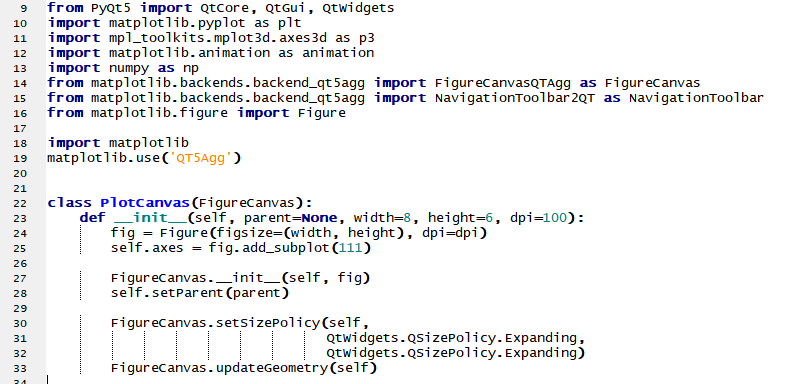 9 from PyQt5 import QtCore, QtGui, QtWidgets
10 import matplotlib.pyplot as plt
11 import mpl_toolkits.mplot3d.axes3d as p3
12 import matplotlib.animation as animation
13 import numpy as np
14 from matplotlib.backends.backend_qt5agg import FigureCanvasQTAgg as FigureCanvas
15 from matplotlib.backends.backend_qt5agg import NavigationToolbar2QT as NavigationToolbar
16 from matplotlib.figure import Figure
17
18 import matplotlib
19 matplotlib.use('QT5Agg')
20
21
22 class PlotCanvas(FigureCanvas):
23     def __init__(self, parent=None, width=8, height=6, dpi=100):
24         fig = Figure(figsize=(width, height), dpi=dpi)
25         self.axes = fig.add_subplot(111)
26
27         FigureCanvas.__init__(self, fig)
28         self.setParent(parent)
29
30         FigureCanvas.setSizePolicy(self,
31                                    QtWidgets.QSizePolicy.Expanding,
32                                    QtWidgets.QSizePolicy.Expanding)
33         FigureCanvas.updateGeometry(self)
34